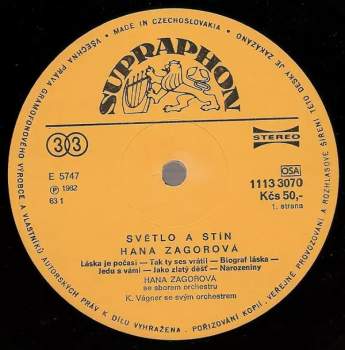 VŠECHNA PRÁVA GRAMOFONOVÉHO VÝROBCE A VLASTNÍKŮ AUTORSKÝCH PRÁV K DÍLU VYHRAŽENA. POŘIZOVÁNÍ KOPIÍ, VEŘEJNÉ PROVOZOVÁNÍ A ROZHLASOVÉ ŠÍŘENÍ TÉTO DESKY JE ZAKÁZÁNO
MADE IN CZECHOSLOVAKIA
SUPRAPHON
33
STEREO
E 5747
Ⓟ 1982
63 1
OSA
1113 3070
Kčs 50,-
1. strana
SVĚTLO A STÍN
HANA ZAGOROVÁ
Láska je počasí — Tak ty ses vrátil — Biograf láska —
Jedu s vámi — Jako zlatý déšť — Narozeniny
HANA ZAGOROVÁ
se sborem orchestru
K. Vágner se svým orchestrem